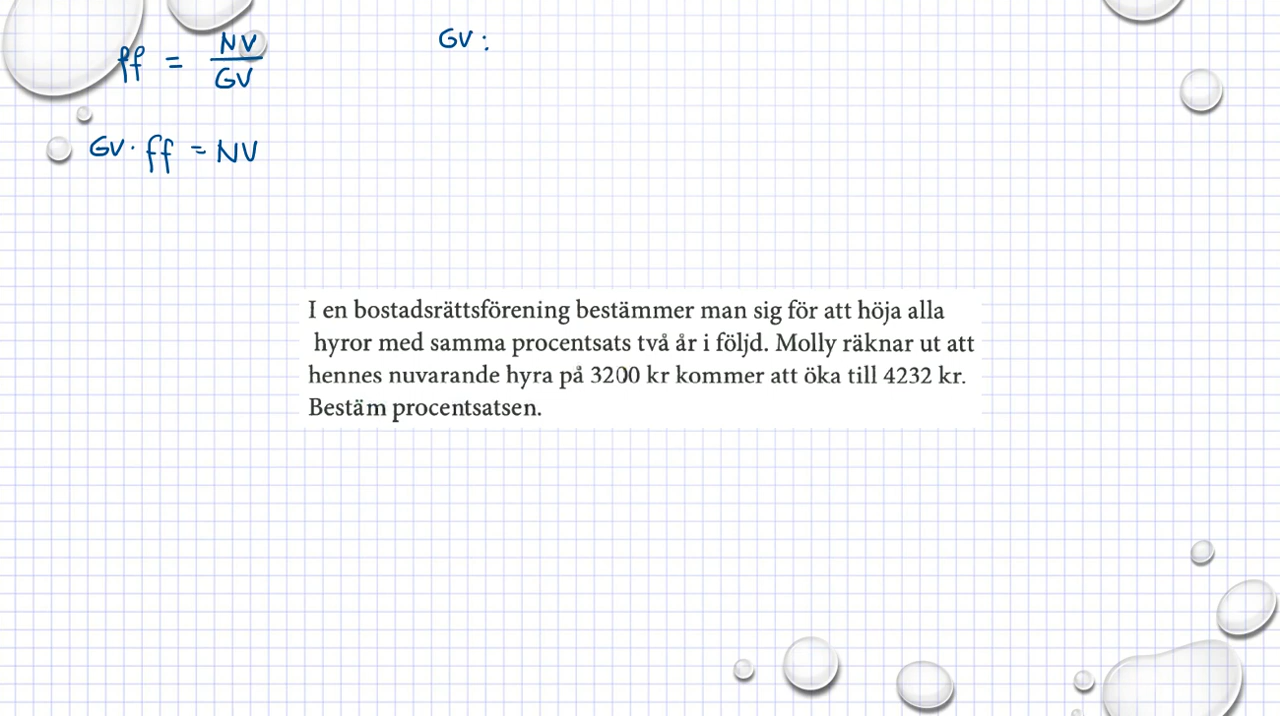 ff = NV / GV
GV:
GV · ff = NV
I en bostadsrättsförening bestämmer man sig för att höja alla
hyror med samma procentsats två år i följd. Molly räknar ut att
hennes nuvarande hyra på 3200 kr kommer att öka till 4232 kr.
Bestäm procentsatsen.